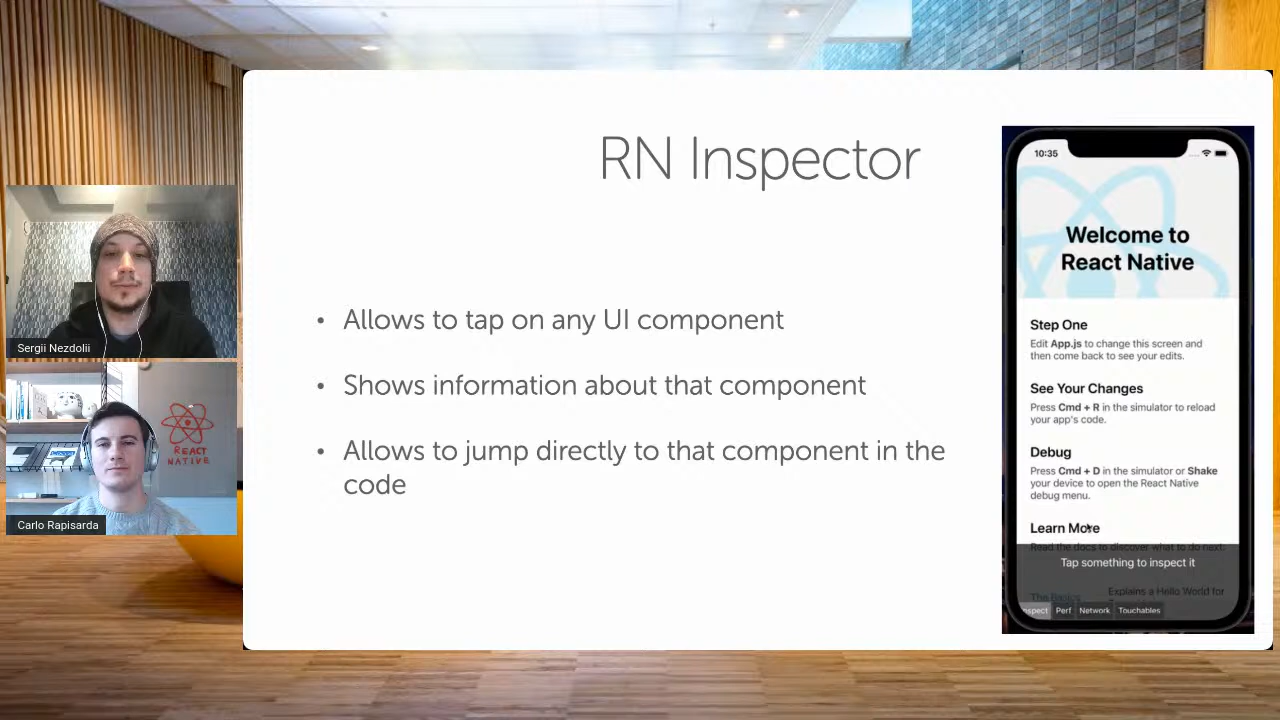 RN Inspector
• Allows to tap on any UI component
• Shows information about that component
• Allows to jump directly to that component in the
code
Sergii Nezdolii
REACT
NATIVE
Carlo Rapisarda
10:35
Welcome to
React Native
Step One
Edit App.js to change this screen and
then come back to see your edits.
See Your Changes
Press Cmd + R in the simulator to reload
your app's code.
Debug
Press Cmd + D in the simulator or Shake
your device to open the React Native
debug menu.
Learn More
Read the docs to discover what to do next:
Tap something to inspect it
The Basics
Explains a Hello World for
nspect Perf Network Touchables